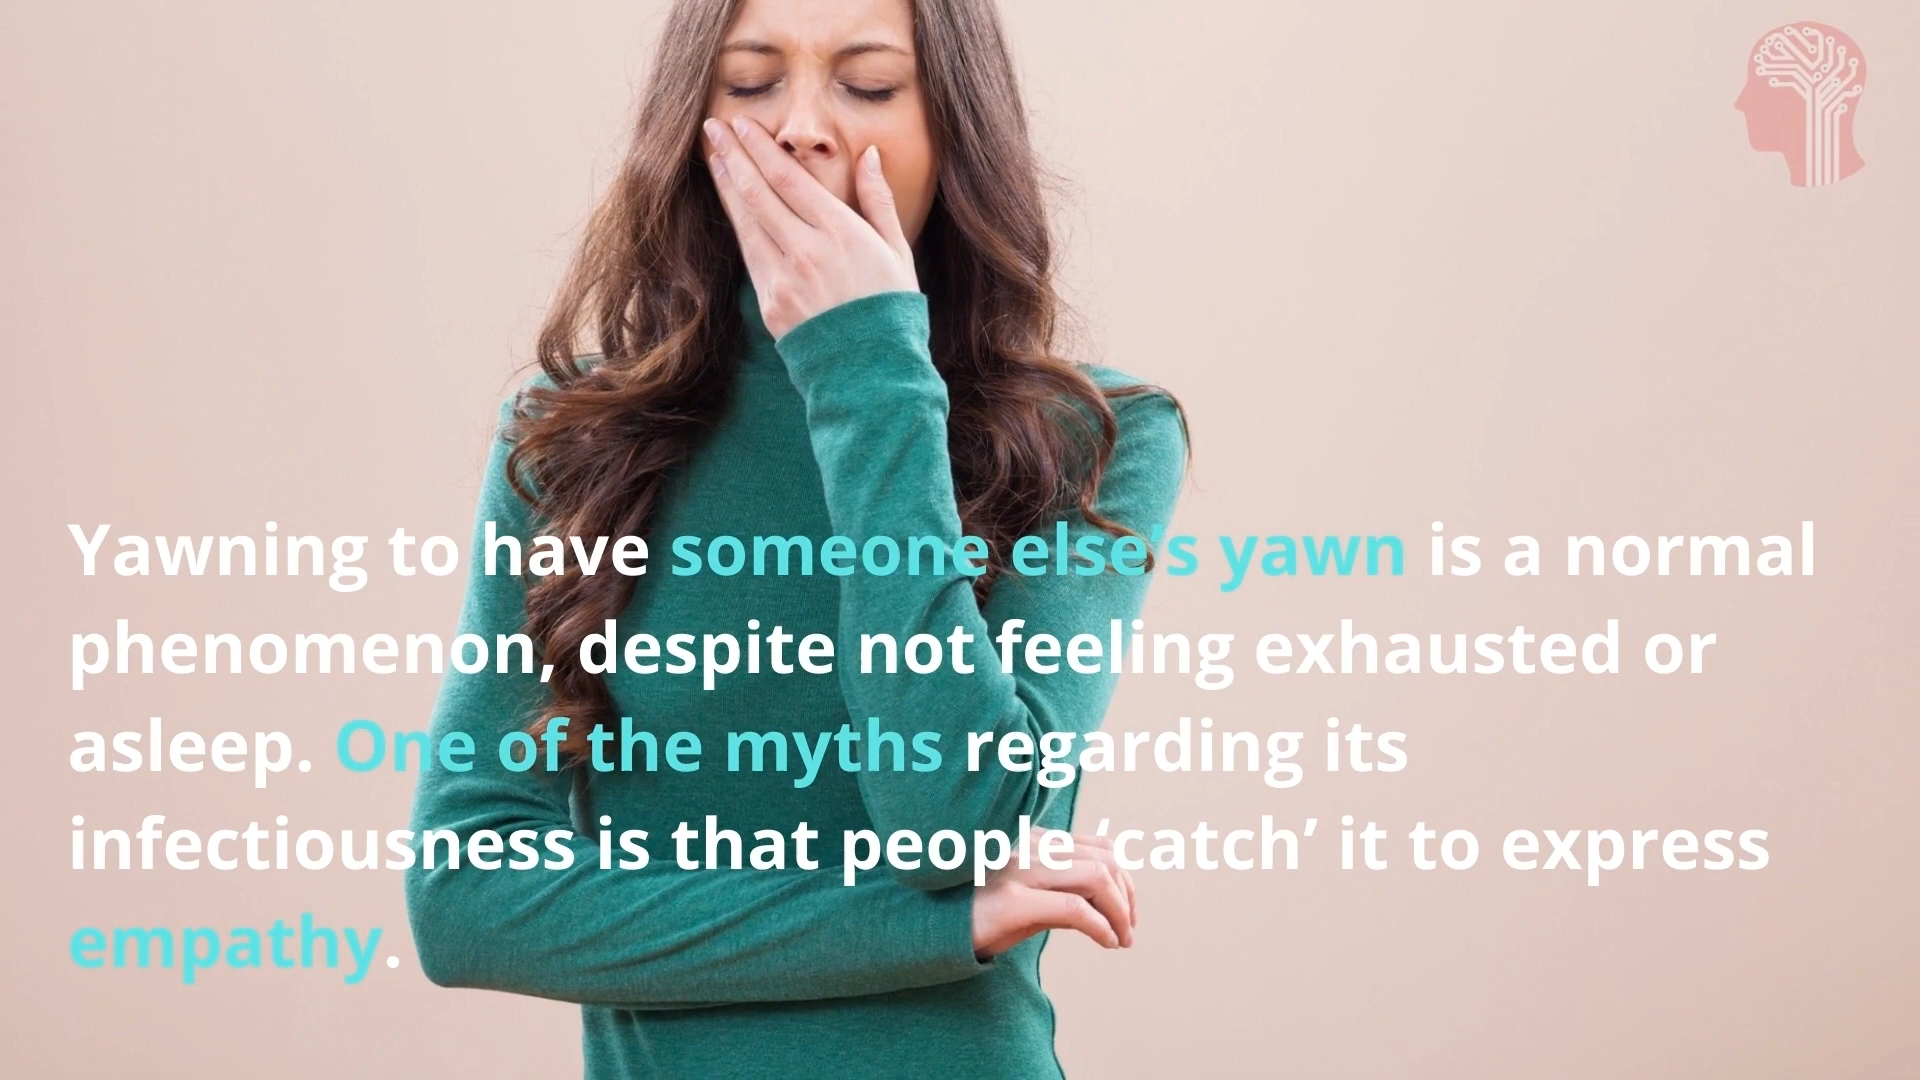 Yawning to have someone else's yawn is a normal
phenomenon, despite not feeling exhausted or
asleep. One of the myths regarding its
infectiousness is that people ‘catch’ it to express
empathy.